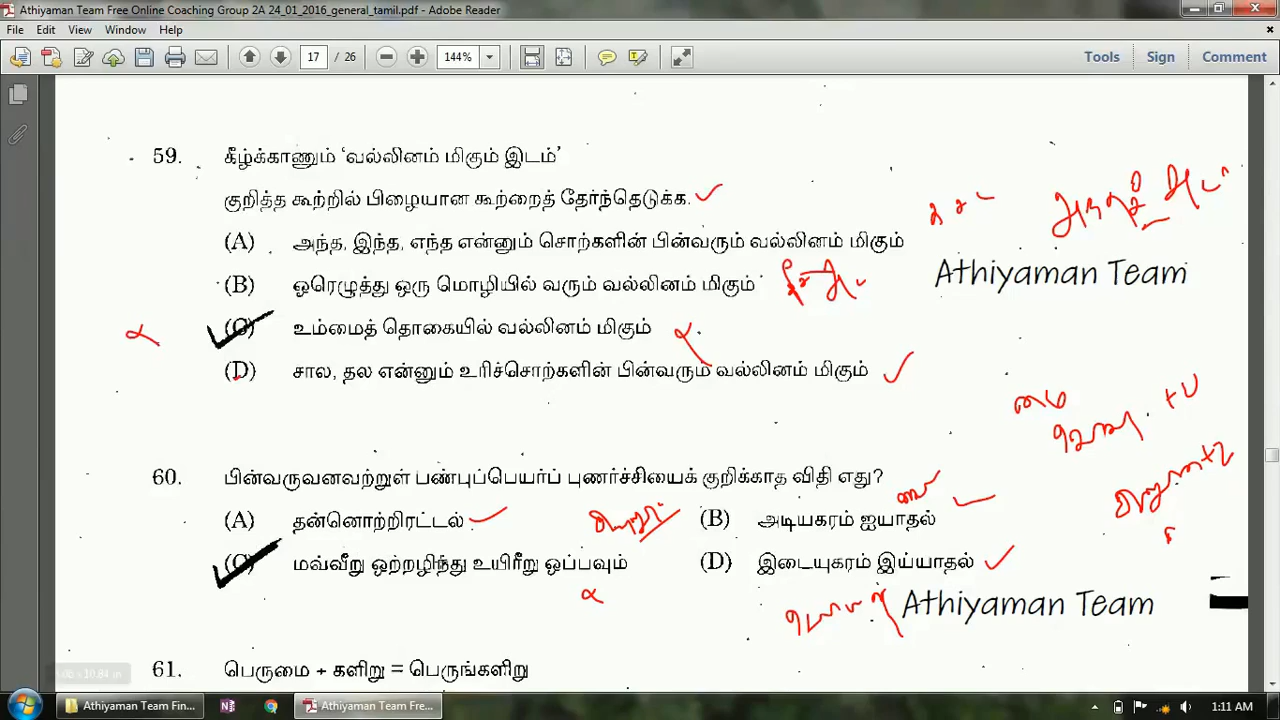 Athiyaman Team Free Online Coaching Group 2A 24_01_2016_general_tamil.pdf - Adobe Reader
File Edit View Window Help
17 / 26 144% Tools Sign Comment
59. கீழ்க்காணும் ‘வல்லினம் மிகும் இடம்’
குறித்த கூற்றில் பிழையான கூற்றைத் தேர்ந்தெடுக்க.
(A) அந்த, இந்த, எந்த என்னும் சொற்களின் பின்வரும் வல்லினம் மிகும்
Athiyaman Team
(B) ஓரெழுத்து ஒரு மொழியில் வரும் வல்லினம் மிகும்
(C) உம்மைத் தொகையில் வல்லினம் மிகும்
(D) சால, தல என்னும் உரிச்சொற்களின் பின்வரும் வல்லினம் மிகும்
60. பின்வருவனவற்றுள் பண்புப்பெயர்ப் புணர்ச்சியைக் குறிக்காத விதி எது?
(A) தன்னொற்றிரட்டல் (B) அடியகரம் ஐயாதல்
(C) மவ்வீறு ஒற்றழிந்து உயிரீறு ஒப்பவும் (D) இடையுகரம் இய்யாதல்
Athiyaman Team
61. பெருமை + களிறு = பெருங்களிறு
Athiyaman Team Fin... Athiyaman Team Fre... 1:11 AM